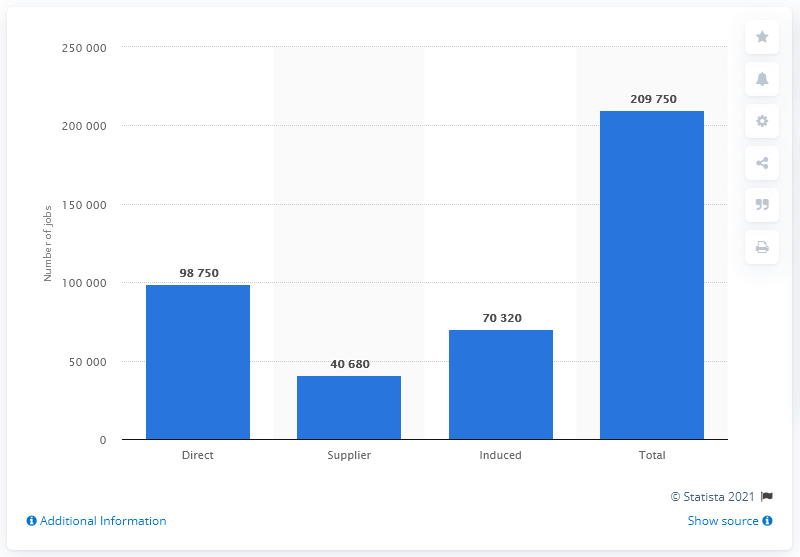 250 000
200 000
150 000
100 000
50 000
0
Number of jobs
98 750
40 680
70 320
209 750
Direct
Supplier
Induced
Total
© Statista 2021
Additional Information
Show source